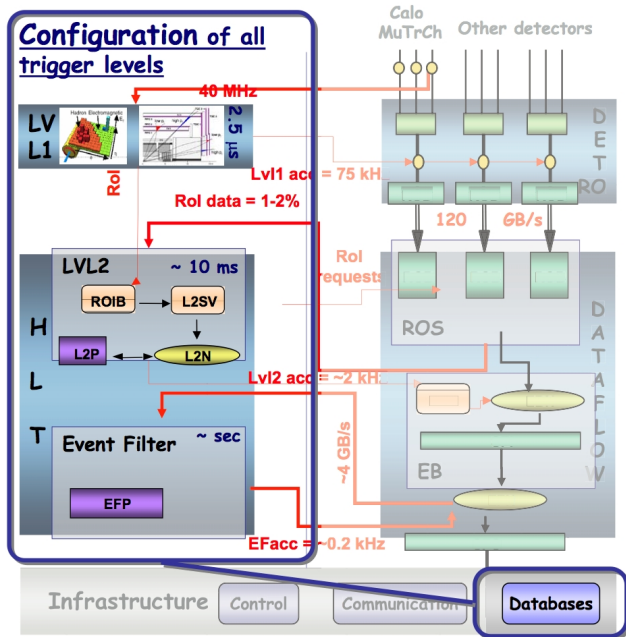 Configuration of all
trigger levels
Calo
MuTrCh
Other detectors
40 MHz
LV
L1
2.5 µs
DET
RO
RoI
Lvl1 acc = 75 kHz
RoI data = 1-2%
120 GB/s
LVL2
~ 10 ms
RoI
requests
ROIB
L2SV
ROS
H
L
T
L2P
L2N
Lvl2 acc = ~2 kHz
DATAFLOW
Event Filter
~ sec
~4 GB/s
EB
EFP
EFacc = ~0.2 kHz
Infrastructure
Control
Communication
Databases